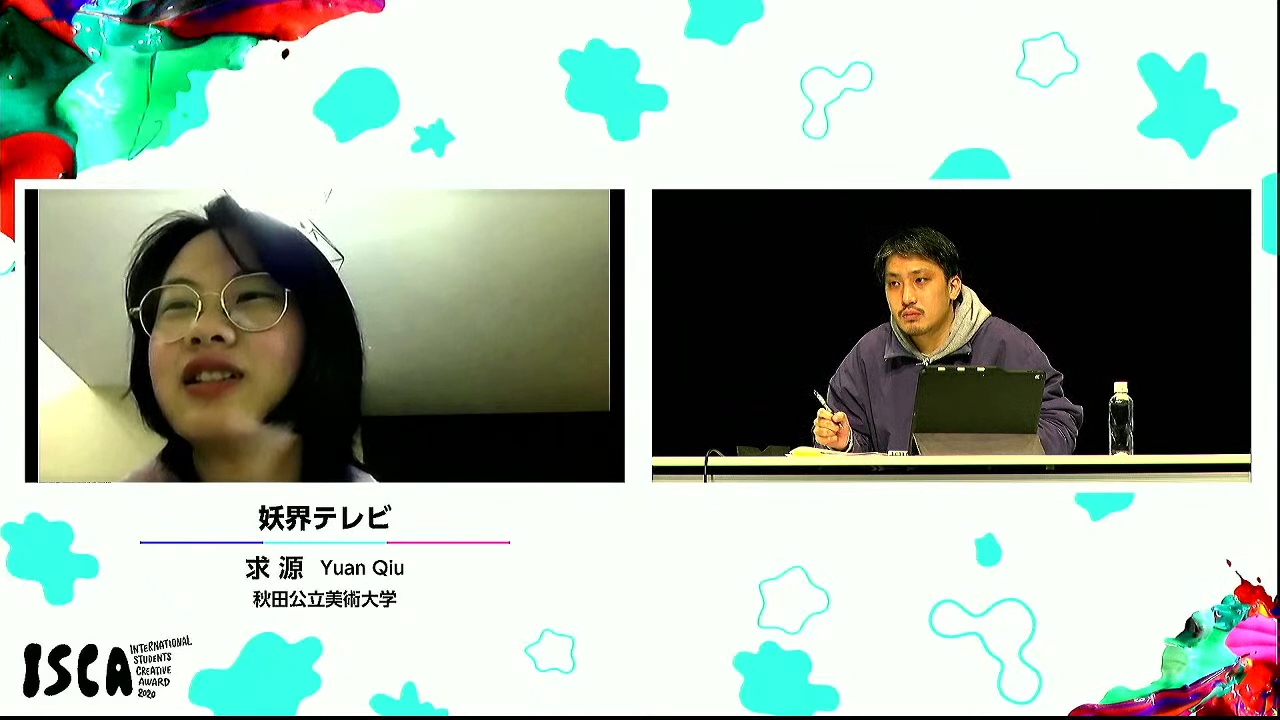 妖界テレビ
求 源 Yuan Qiu
秋田公立美術大学
ISCA
INTERNATIONAL
STUDENTS
CREATIVE
AWARD
2020